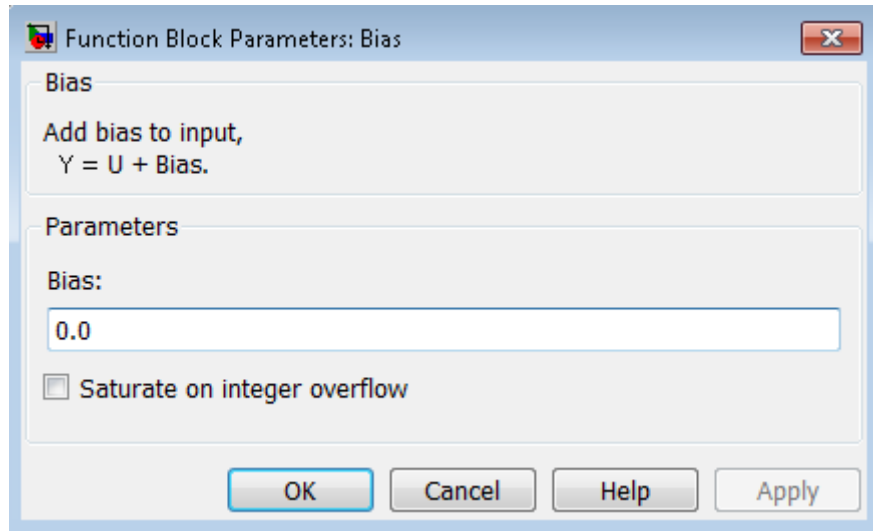 Function Block Parameters: Bias
Bias
Add bias to input,
Y = U + Bias.
Parameters
Bias:
0.0
Saturate on integer overflow
OK Cancel Help Apply